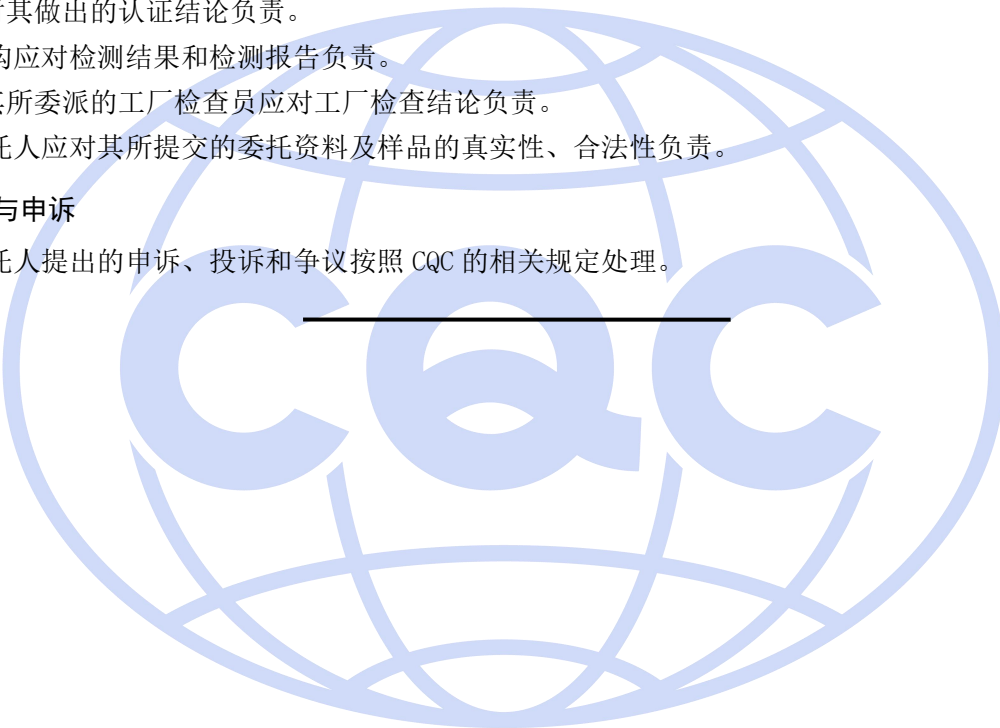 其做出的认证结论负责。
构应对检测结果和检测报告负责。
所委派的工厂检查员应对工厂检查结论负责。
托人应对其所提交的委托资料及样品的真实性、合法性负责。
与申诉
托人提出的申诉、投诉和争议按照 CQC 的相关规定处理。
CQC